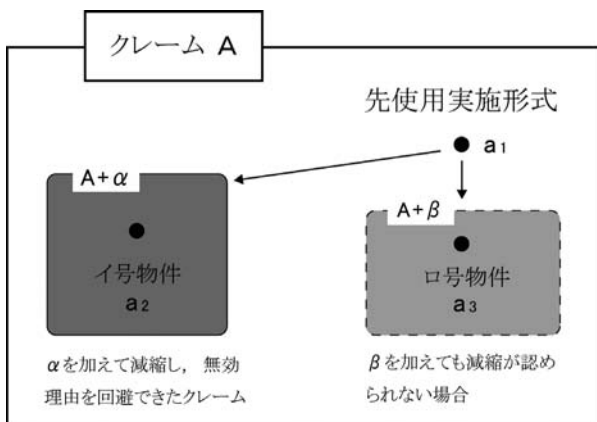 クレーム A
先使用実施形式
a1
A+α
イ号物件
a2
A+β
ロ号物件
a3
αを加えて減縮し，無効
理由を回避できたクレーム
βを加えても減縮が認め
られない場合